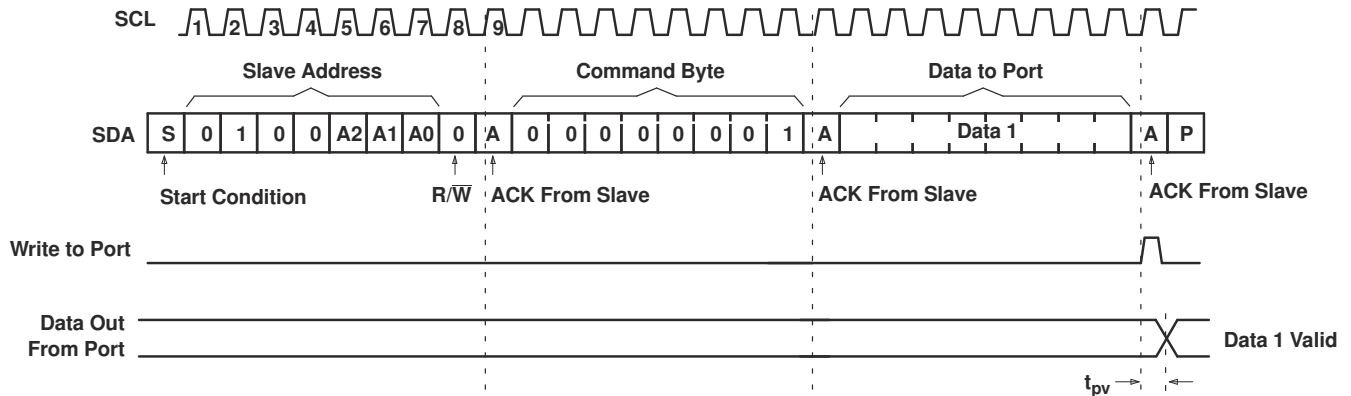 SCL 1 2 3 4 5 6 7 8 9
Slave Address Command Byte Data to Port
SDA S 0 1 0 0 A2 A1 A0 0 A 0 0 0 0 0 0 0 1 A Data 1 A P
Start Condition R/W̅ ACK From Slave ACK From Slave ACK From Slave
Write to Port
Data Out
From Port
Data 1 Valid
tpv